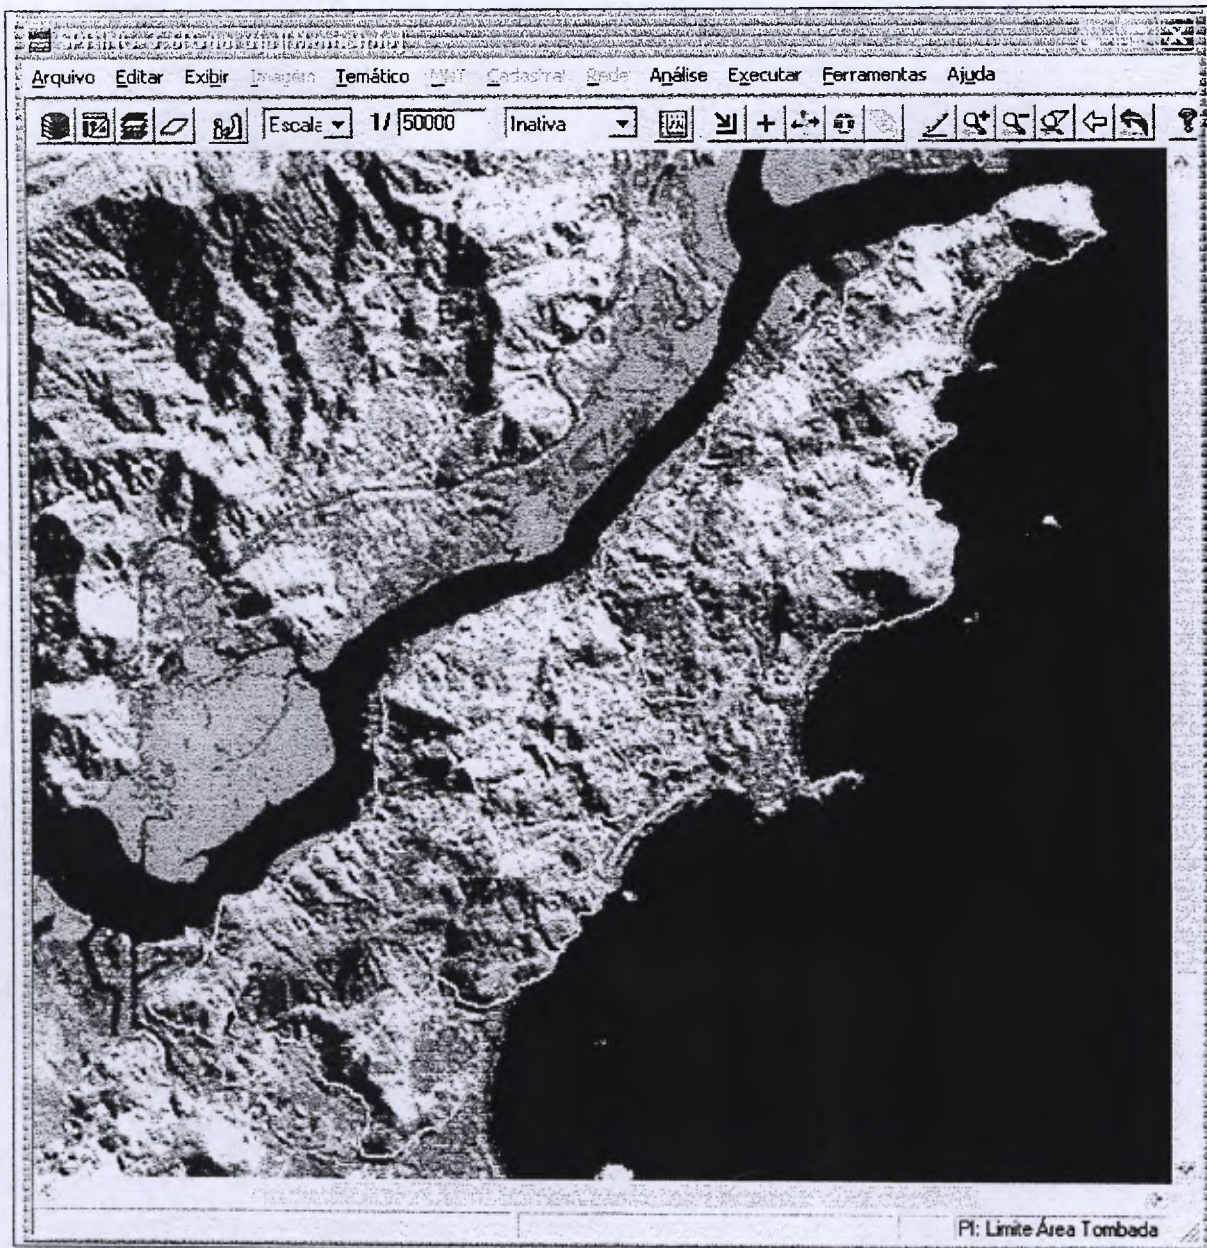 Arquivo Editar Exibir Imagem Temático MNT Cadastral Rede Análise Executar Ferramentas Ajuda
Escala 1/ 50000 Inativa
PI: Limite Área Tombada